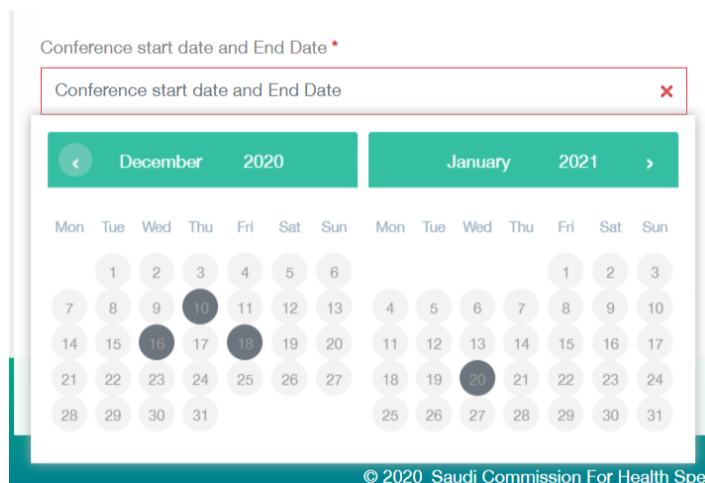 Conference start date and End Date *
Conference start date and End Date ×
‹ December 2020 January 2021 ›
Mon Tue Wed Thu Fri Sat Sun Mon Tue Wed Thu Fri Sat Sun
1 2 3 4 5 6 1 2 3
7 8 9 10 11 12 13 4 5 6 7 8 9 10
14 15 16 17 18 19 20 11 12 13 14 15 16 17
21 22 23 24 25 26 27 18 19 20 21 22 23 24
28 29 30 31 25 26 27 28 29 30 31
© 2020 Saudi Commission For Health Spe